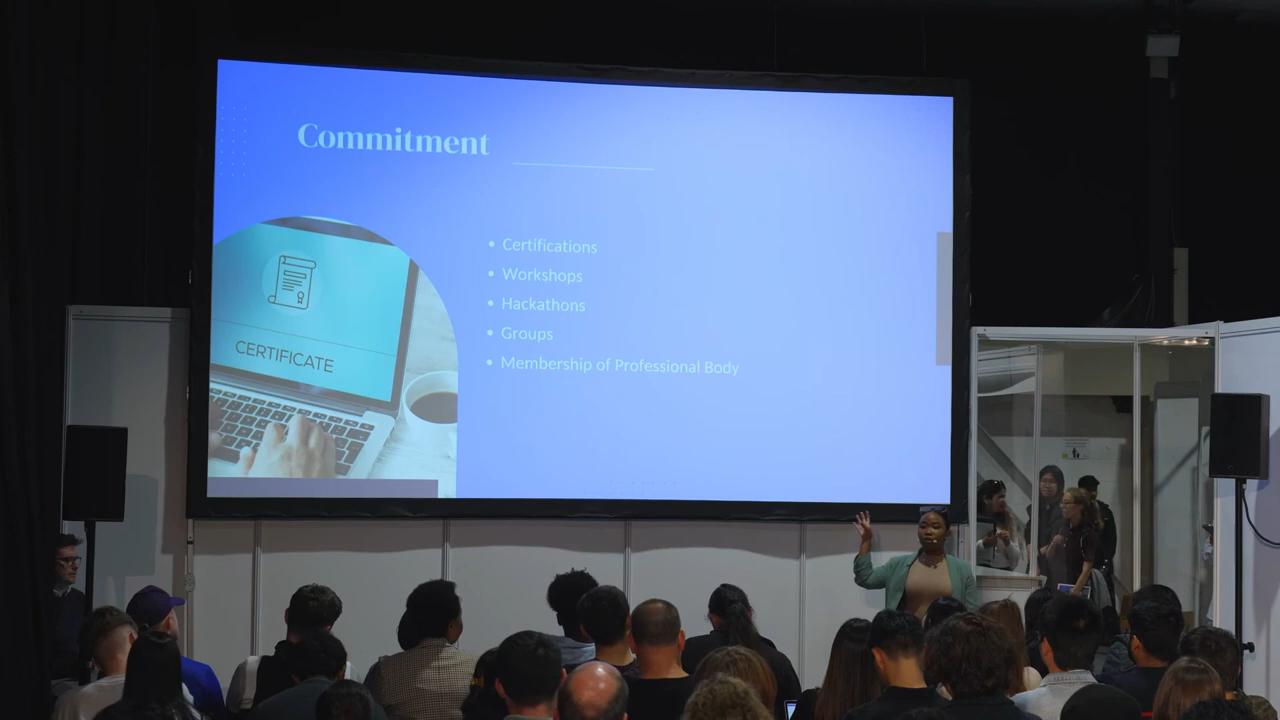 Commitment
• Certifications
• Workshops
• Hackathons
• Groups
• Membership of Professional Body
CERTIFICATE